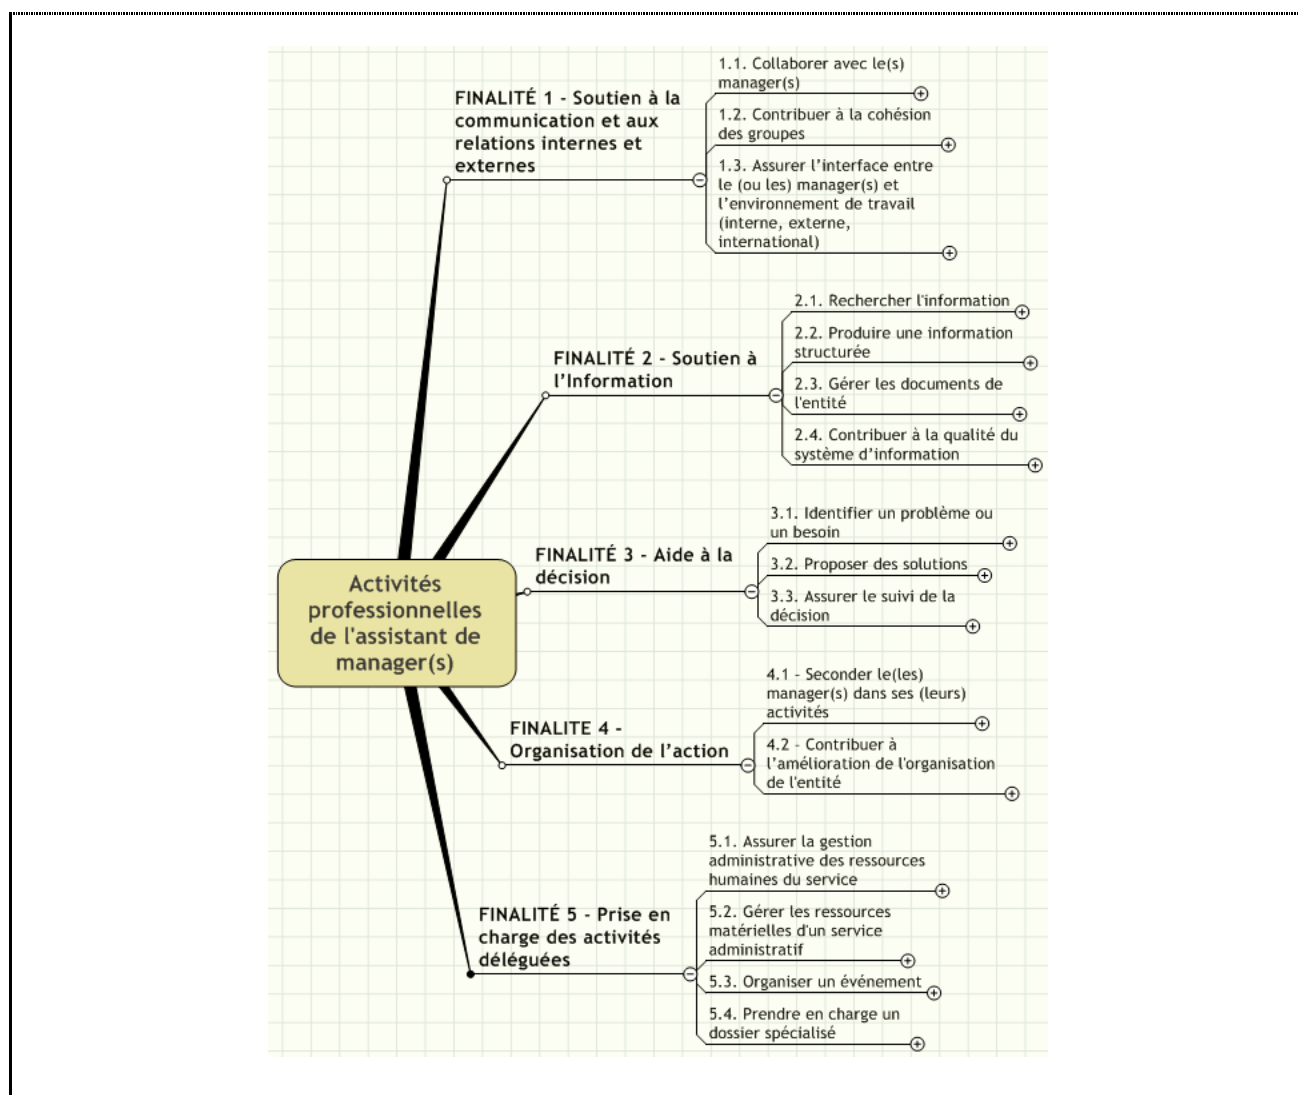 Activités
professionnelles
de l'assistant de
manager(s)
FINALITÉ 1 - Soutien à la
communication et aux
relations internes et
externes
1.1. Collaborer avec le(s)
manager(s)
1.2. Contribuer à la cohésion
des groupes
1.3. Assurer l’interface entre
le (ou les) manager(s) et
l’environnement de travail
(interne, externe,
international)
FINALITÉ 2 - Soutien à
l’Information
2.1. Rechercher l'information
2.2. Produire une information
structurée
2.3. Gérer les documents de
l'entité
2.4. Contribuer à la qualité du
système d’information
FINALITÉ 3 - Aide à la
décision
3.1. Identifier un problème ou
un besoin
3.2. Proposer des solutions
3.3. Assurer le suivi de la
décision
FINALITE 4 -
Organisation de l’action
4.1 - Seconder le(les)
manager(s) dans ses (leurs)
activités
4.2 - Contribuer à
l’amélioration de l'organisation
de l'entité
FINALITÉ 5 - Prise en
charge des activités
déléguées
5.1. Assurer la gestion
administrative des ressources
humaines du service
5.2. Gérer les ressources
matérielles d'un service
administratif
5.3. Organiser un événement
5.4. Prendre en charge un
dossier spécialisé